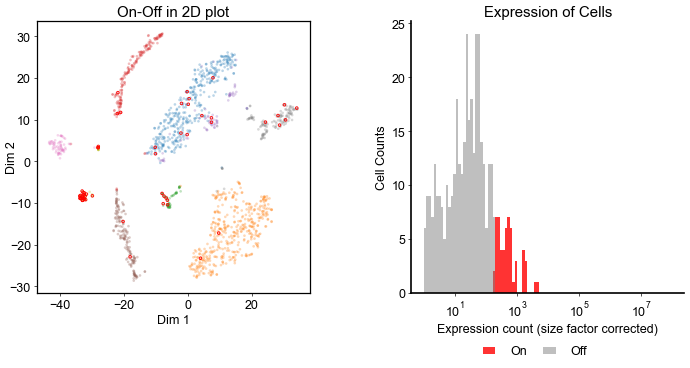 On-Off in 2D plot
Dim 2
30
20
10
0
−10
−20
−30
−40
−20
0
20
Dim 1
Expression of Cells
Cell Counts
25
20
15
10
5
0
10^1
10^3
10^5
10^7
Expression count (size factor corrected)
On
Off